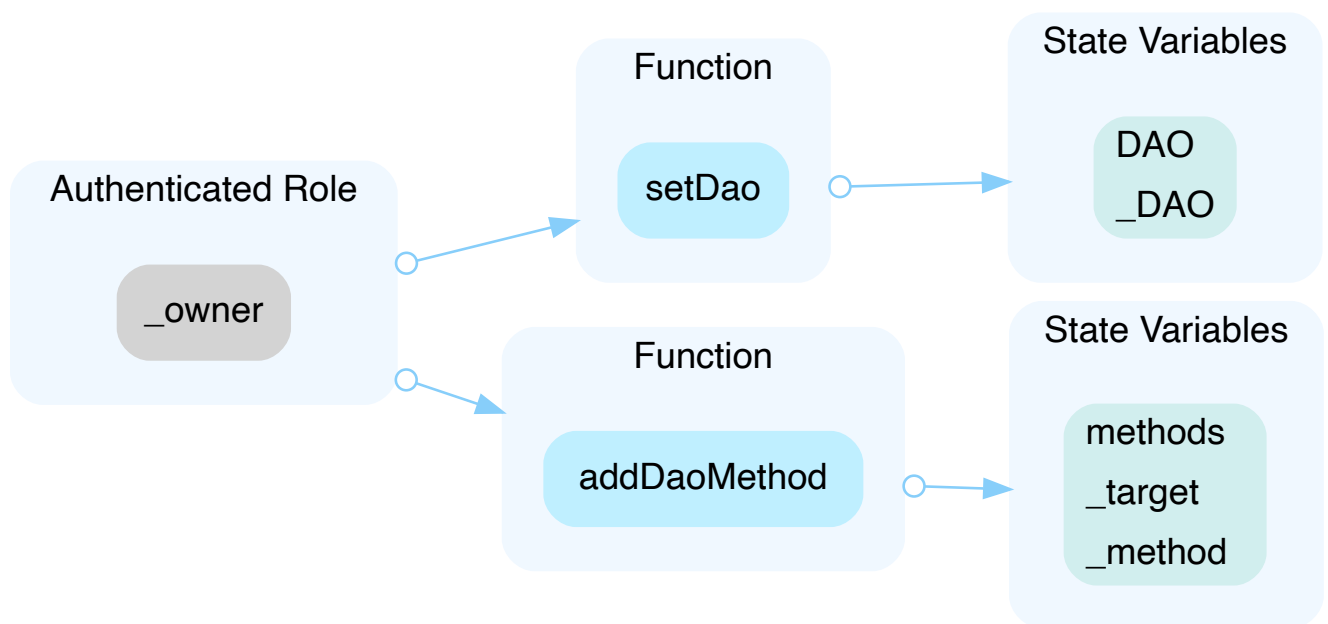 Authenticated Role
_owner
Function
setDao
State Variables
DAO
_DAO
Function
addDaoMethod
State Variables
methods
_target
_method